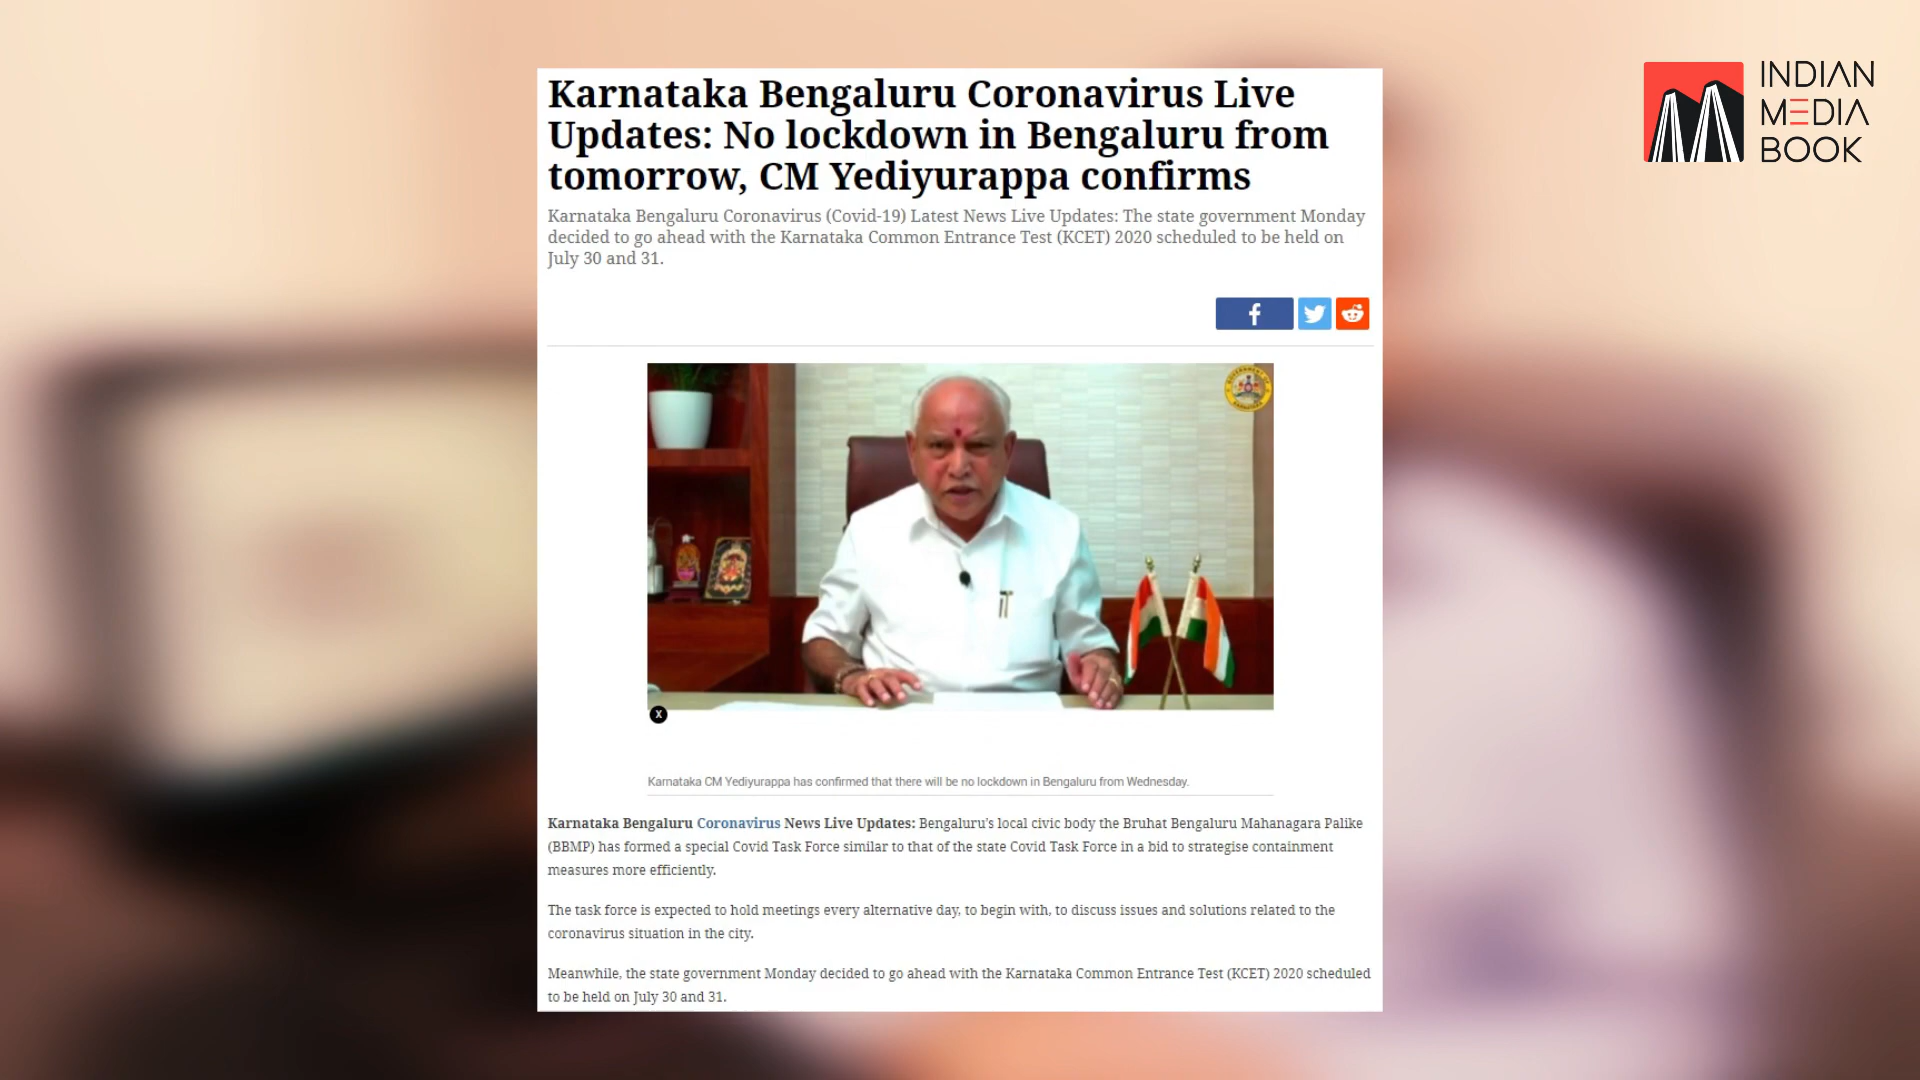 Karnataka Bengaluru Coronavirus Live
Updates: No lockdown in Bengaluru from
tomorrow, CM Yediyurappa confirms
Karnataka Bengaluru Coronavirus (Covid-19) Latest News Live Updates: The state government Monday
decided to go ahead with the Karnataka Common Entrance Test (KCET) 2020 scheduled to be held on
July 30 and 31.
INDIAN
MEDIA
BOOK
X
Karnataka CM Yediyurappa has confirmed that there will be no lockdown in Bengaluru from Wednesday.
Karnataka Bengaluru Coronavirus News Live Updates: Bengaluru's local civic body the Bruhat Bengaluru Mahanagara Palike
(BBMP) has formed a special Covid Task Force similar to that of the state Covid Task Force in a bid to strategise containment
measures more efficiently.
The task force is expected to hold meetings every alternative day, to begin with, to discuss issues and solutions related to the
coronavirus situation in the city.
Meanwhile, the state government Monday decided to go ahead with the Karnataka Common Entrance Test (KCET) 2020 scheduled
to be held on July 30 and 31.